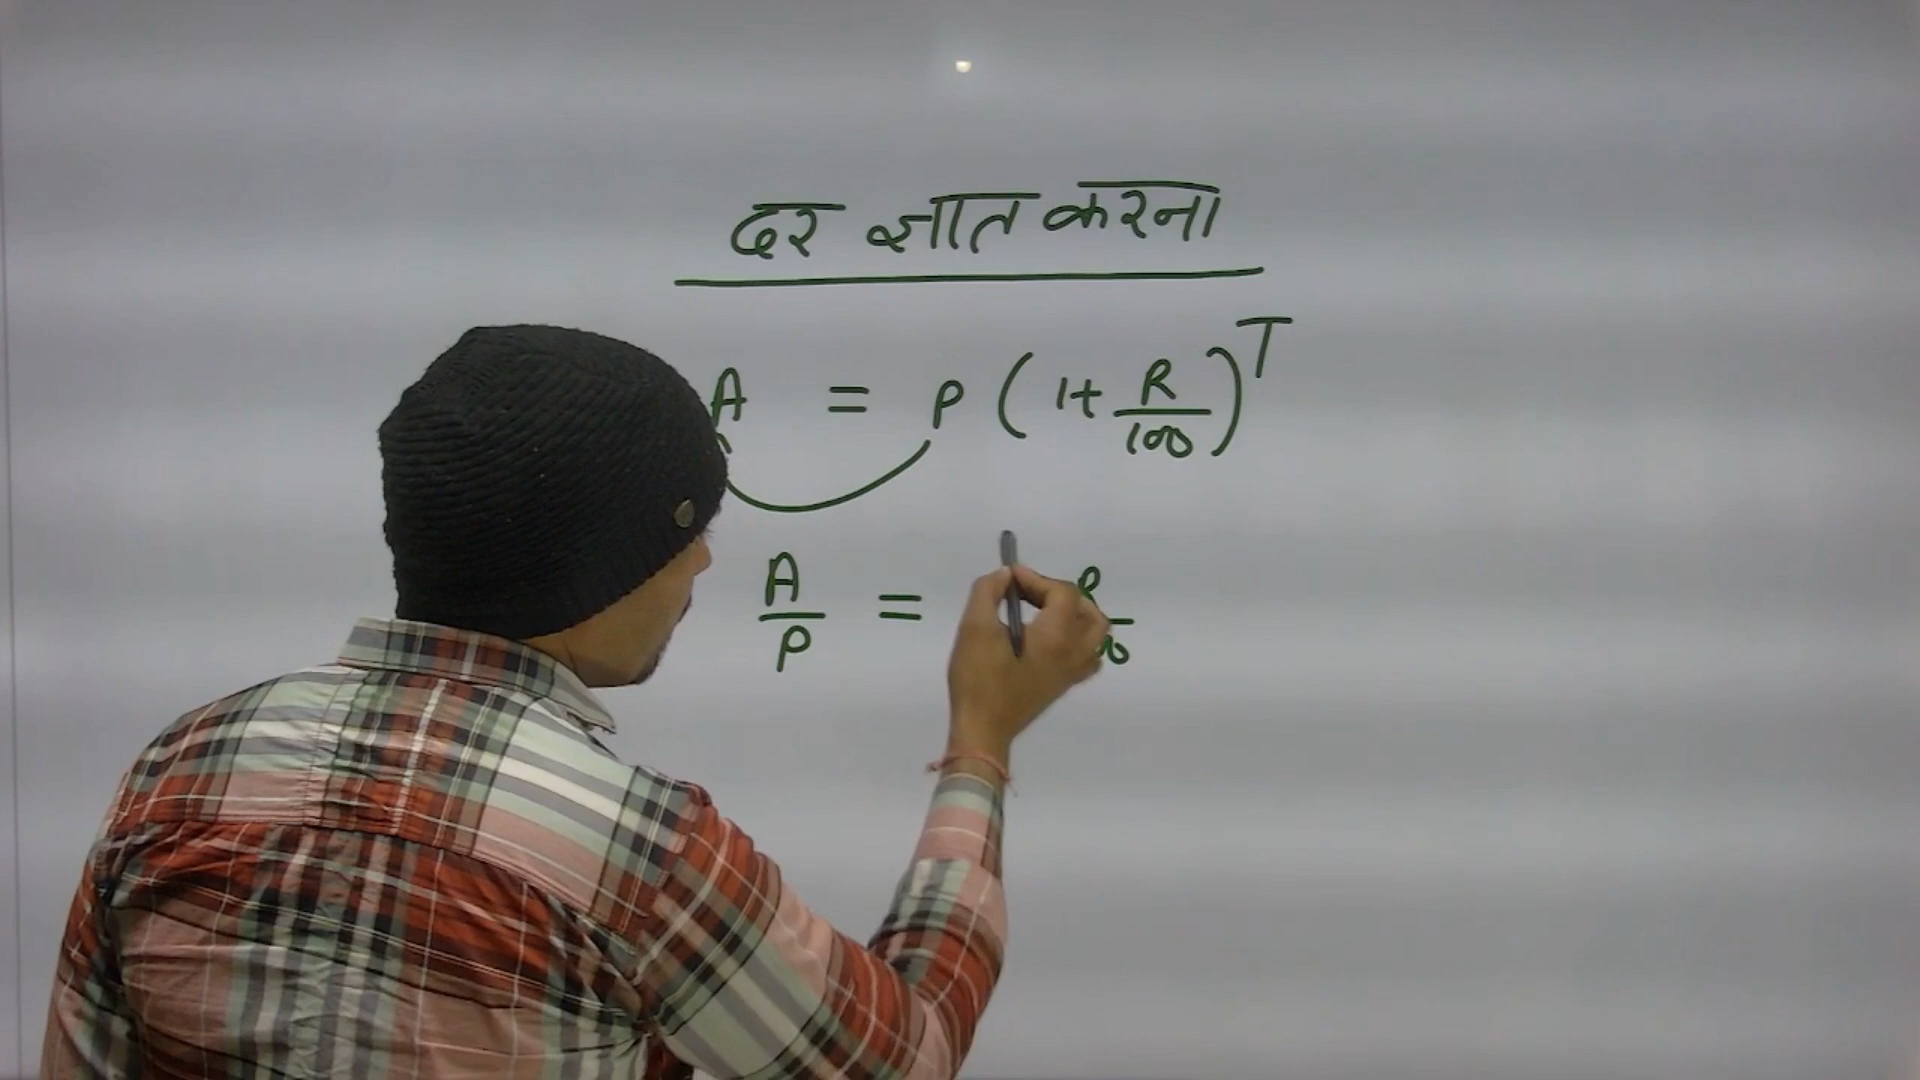 दर ज्ञात करना
A = P (1+ R/100)^T
A/P = R